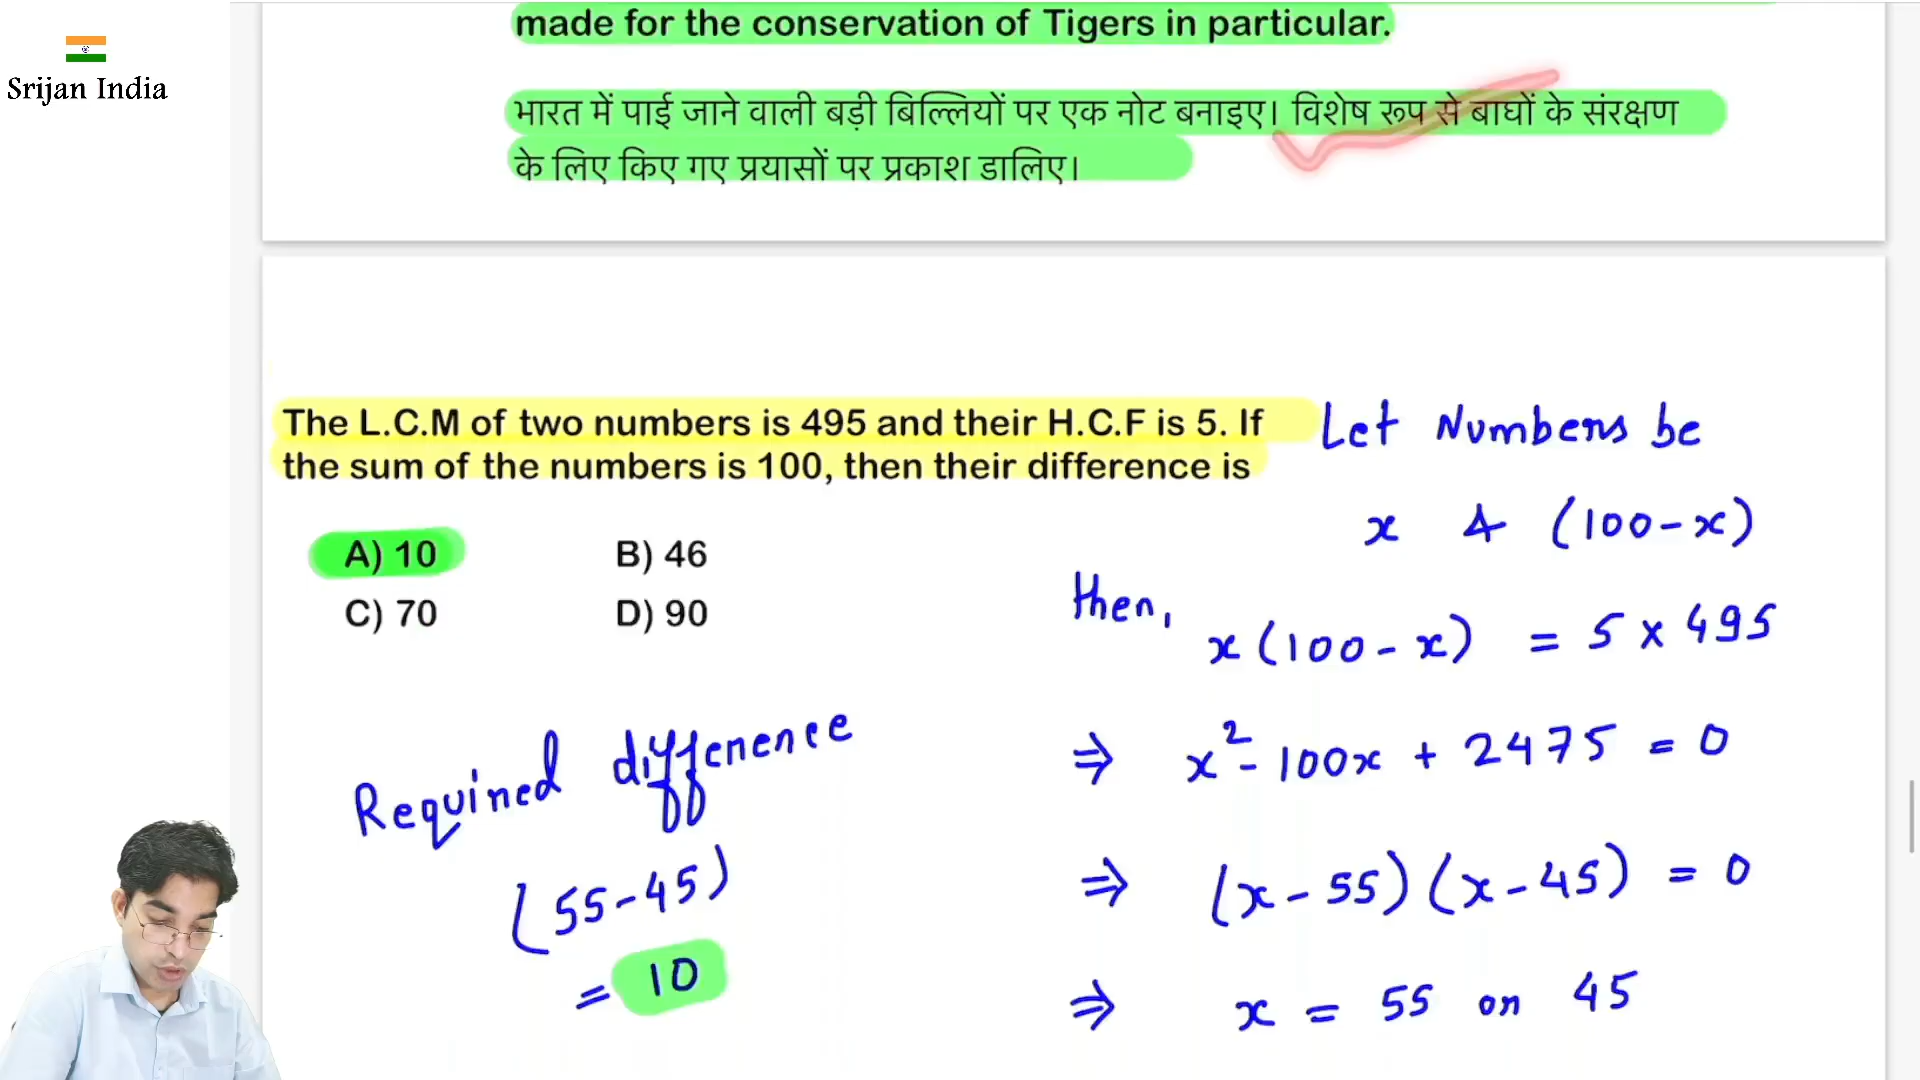 made for the conservation of Tigers in particular.
Srijan India
भारत में पाई जाने वाली बड़ी बिल्लियों पर एक नोट बनाइए। विशेष रूप से बाघों के संरक्षण
के लिए किए गए प्रयासों पर प्रकाश डालिए।
The L.C.M of two numbers is 495 and their H.C.F is 5. If
the sum of the numbers is 100, then their difference is
A) 10 B) 46
C) 70 D) 90
Let Numbers be
x & (100-x)
then,
x(100-x) = 5 x 495
⇒ x² - 100x + 2475 = 0
⇒ (x-55)(x-45) = 0
⇒ x = 55 or 45
Required difference
(55-45)
= 10